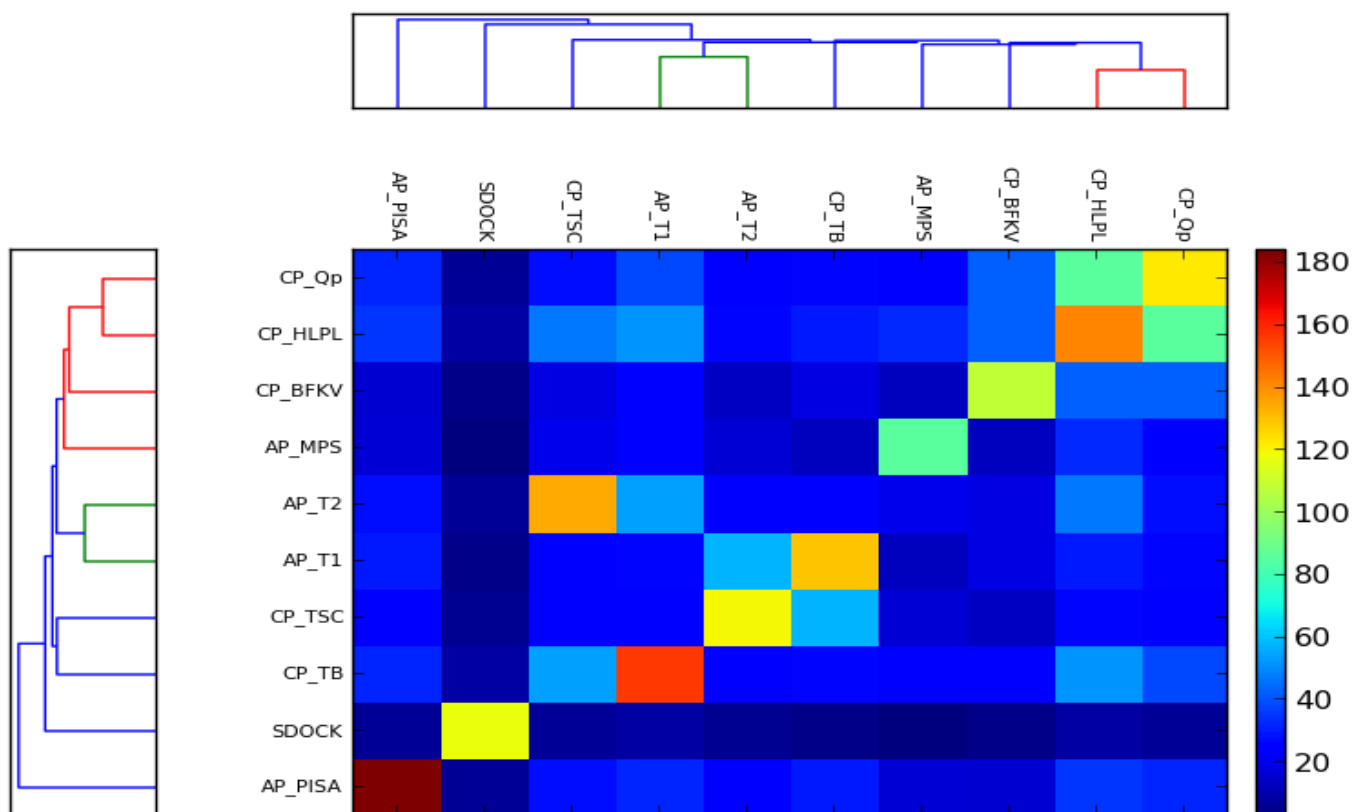 AP_PISA
SDOCK
CP_TSC
AP_T1
AP_T2
CP_TB
AP_MPS
CP_BFKV
CP_HLPL
CP_Qp
CP_Qp
CP_HLPL
CP_BFKV
AP_MPS
AP_T2
AP_T1
CP_TSC
CP_TB
SDOCK
AP_PISA
180
160
140
120
100
80
60
40
20